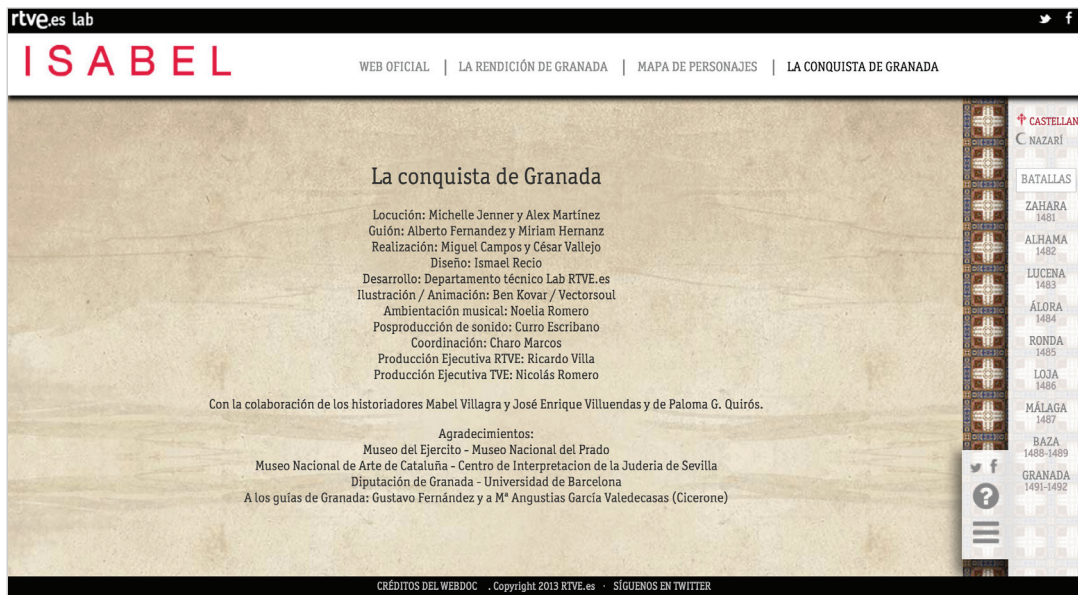 rtve.es lab
ISABEL
WEB OFICIAL | LA RENDICIÓN DE GRANADA | MAPA DE PERSONAJES | LA CONQUISTA DE GRANADA
La conquista de Granada
Locución: Michelle Jenner y Alex Martínez
Guión: Alberto Fernandez y Miriam Hernanz
Realización: Miguel Campos y César Vallejo
Diseño: Ismael Recio
Desarrollo: Departamento técnico Lab RTVE.es
Ilustración / Animación: Ben Kovar / Vectorsoul
Ambientación musical: Noelia Romero
Posproducción de sonido: Curro Escribano
Coordinación: Charo Marcos
Producción Ejecutiva RTVE: Ricardo Villa
Producción Ejecutiva TVE: Nicolás Romero
Con la colaboración de los historiadores Mabel Villagra y José Enrique Villuendas y de Paloma G. Quirós.
Agradecimientos:
Museo del Ejercito - Museo Nacional del Prado
Museo Nacional de Arte de Cataluña - Centro de Interpretacion de la Juderia de Sevilla
Diputación de Granada - Universidad de Barcelona
A los guías de Granada: Gustavo Fernández y a Mª Angustias García Valedecasas (Cicerone)
CASTELLAN
NAZARÍ
BATALLAS
ZAHARA
1481
ALHAMA
1482
LUCENA
1483
ÁLORA
1484
RONDA
1485
LOJA
1486
MÁLAGA
1487
BAZA
1488-1489
GRANADA
1491-1492
CRÉDITOS DEL WEBDOC . Copyright 2013 RTVE.es · SÍGUENOS EN TWITTER